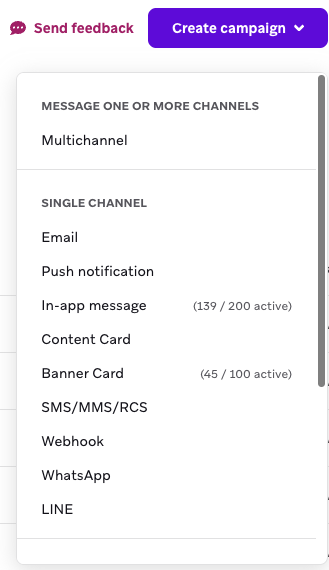 Send feedback
Create campaign
MESSAGE ONE OR MORE CHANNELS
Multichannel
SINGLE CHANNEL
Email
Push notification
In-app message (139 / 200 active)
Content Card
Banner Card (45 / 100 active)
SMS/MMS/RCS
Webhook
WhatsApp
LINE